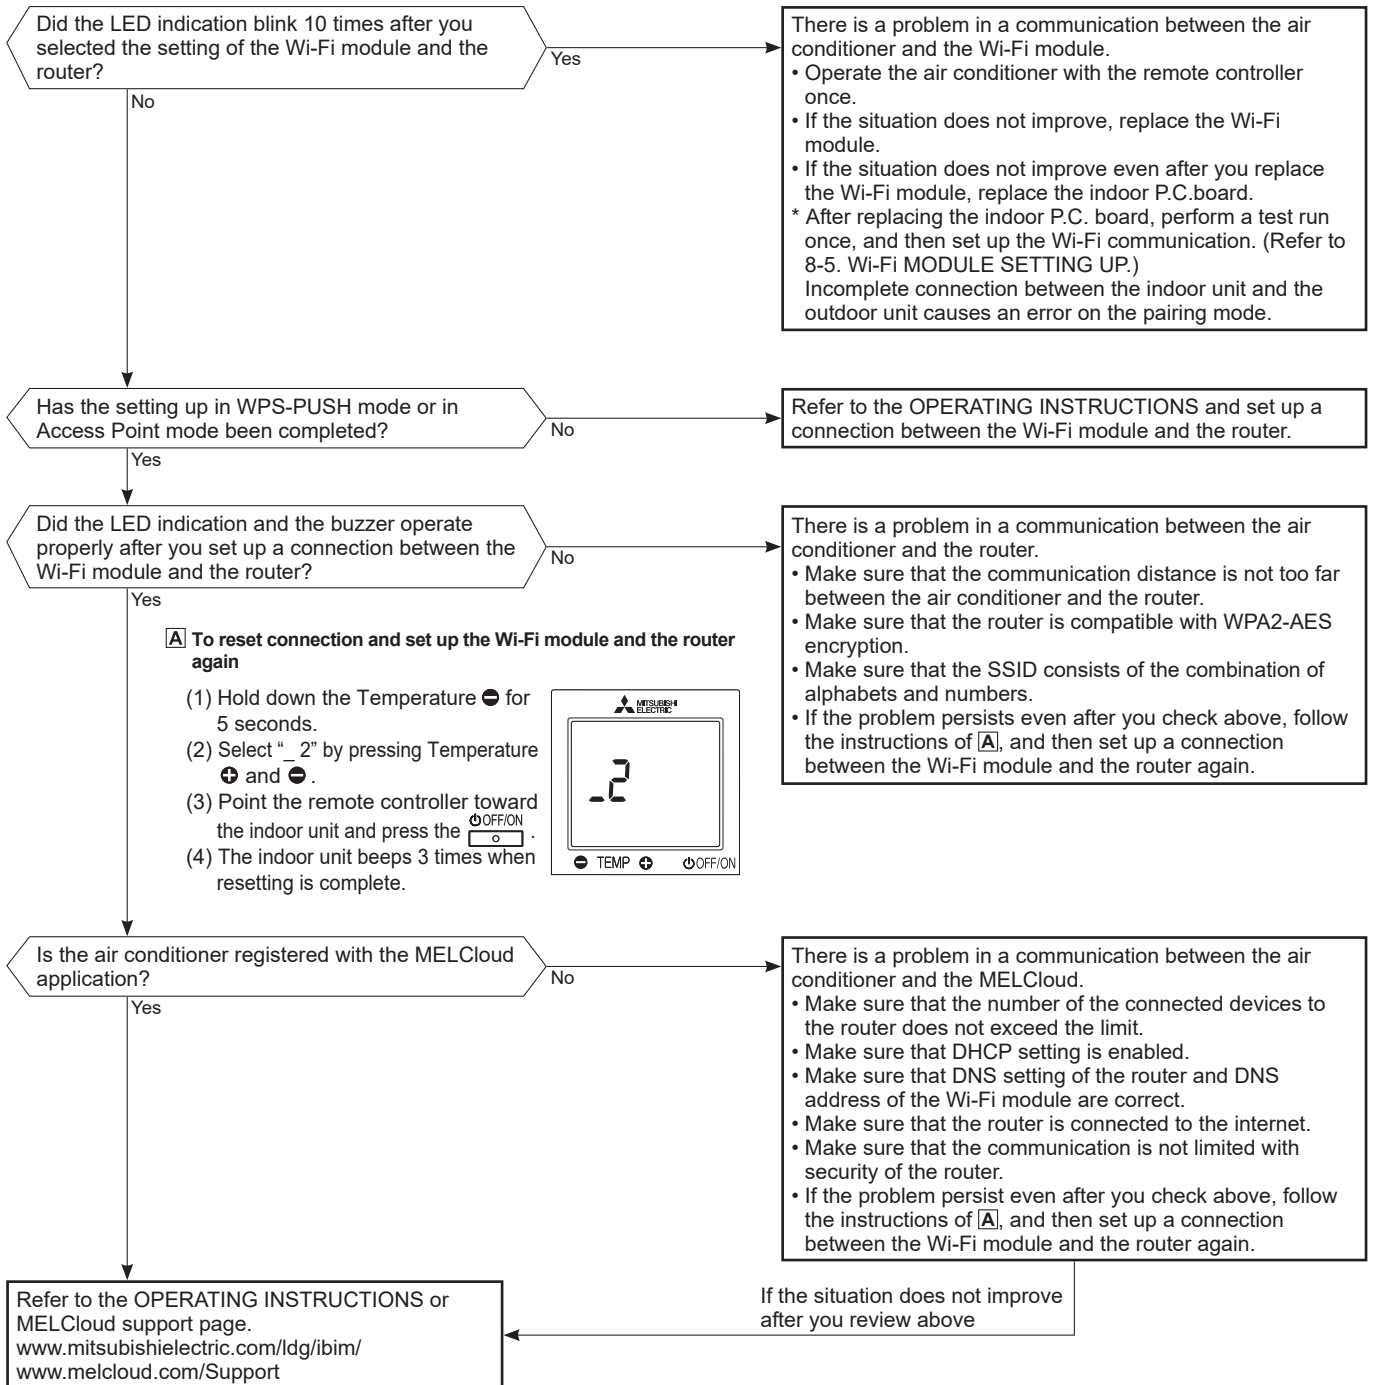 Did the LED indication blink 10 times after you
selected the setting of the Wi-Fi module and the
router?
Yes
No
There is a problem in a communication between the air
conditioner and the Wi-Fi module.
• Operate the air conditioner with the remote controller
once.
• If the situation does not improve, replace the Wi-Fi
module.
• If the situation does not improve even after you replace
the Wi-Fi module, replace the indoor P.C.board.
* After replacing the indoor P.C. board, perform a test run
once, and then set up the Wi-Fi communication. (Refer to
8-5. Wi-Fi MODULE SETTING UP.)
Incomplete connection between the indoor unit and the
outdoor unit causes an error on the pairing mode.
Has the setting up in WPS-PUSH mode or in
Access Point mode been completed?
No
Yes
Refer to the OPERATING INSTRUCTIONS and set up a
connection between the Wi-Fi module and the router.
Did the LED indication and the buzzer operate
properly after you set up a connection between the
Wi-Fi module and the router?
No
Yes
There is a problem in a communication between the air
conditioner and the router.
• Make sure that the communication distance is not too far
between the air conditioner and the router.
• Make sure that the router is compatible with WPA2-AES
encryption.
• Make sure that the SSID consists of the combination of
alphabets and numbers.
• If the problem persists even after you check above, follow
the instructions of A, and then set up a connection
between the Wi-Fi module and the router again.
A To reset connection and set up the Wi-Fi module and the router
again
(1) Hold down the Temperature ⊖ for
5 seconds.
(2) Select “_ 2” by pressing Temperature
⊕ and ⊖ .
(3) Point the remote controller toward
the indoor unit and press the ⏻OFF/ON .
(4) The indoor unit beeps 3 times when
resetting is complete.
MITSUBISHI
ELECTRIC
_2
⊖ TEMP ⊕ ⏻OFF/ON
Is the air conditioner registered with the MELCloud
application?
No
Yes
There is a problem in a communication between the air
conditioner and the MELCloud.
• Make sure that the number of the connected devices to
the router does not exceed the limit.
• Make sure that DHCP setting is enabled.
• Make sure that DNS setting of the router and DNS
address of the Wi-Fi module are correct.
• Make sure that the router is connected to the internet.
• Make sure that the communication is not limited with
security of the router.
• If the problem persist even after you check above, follow
the instructions of A, and then set up a connection
between the Wi-Fi module and the router again.
If the situation does not improve
after you review above
Refer to the OPERATING INSTRUCTIONS or
MELCloud support page.
www.mitsubishielectric.com/ldg/ibim/
www.melcloud.com/Support